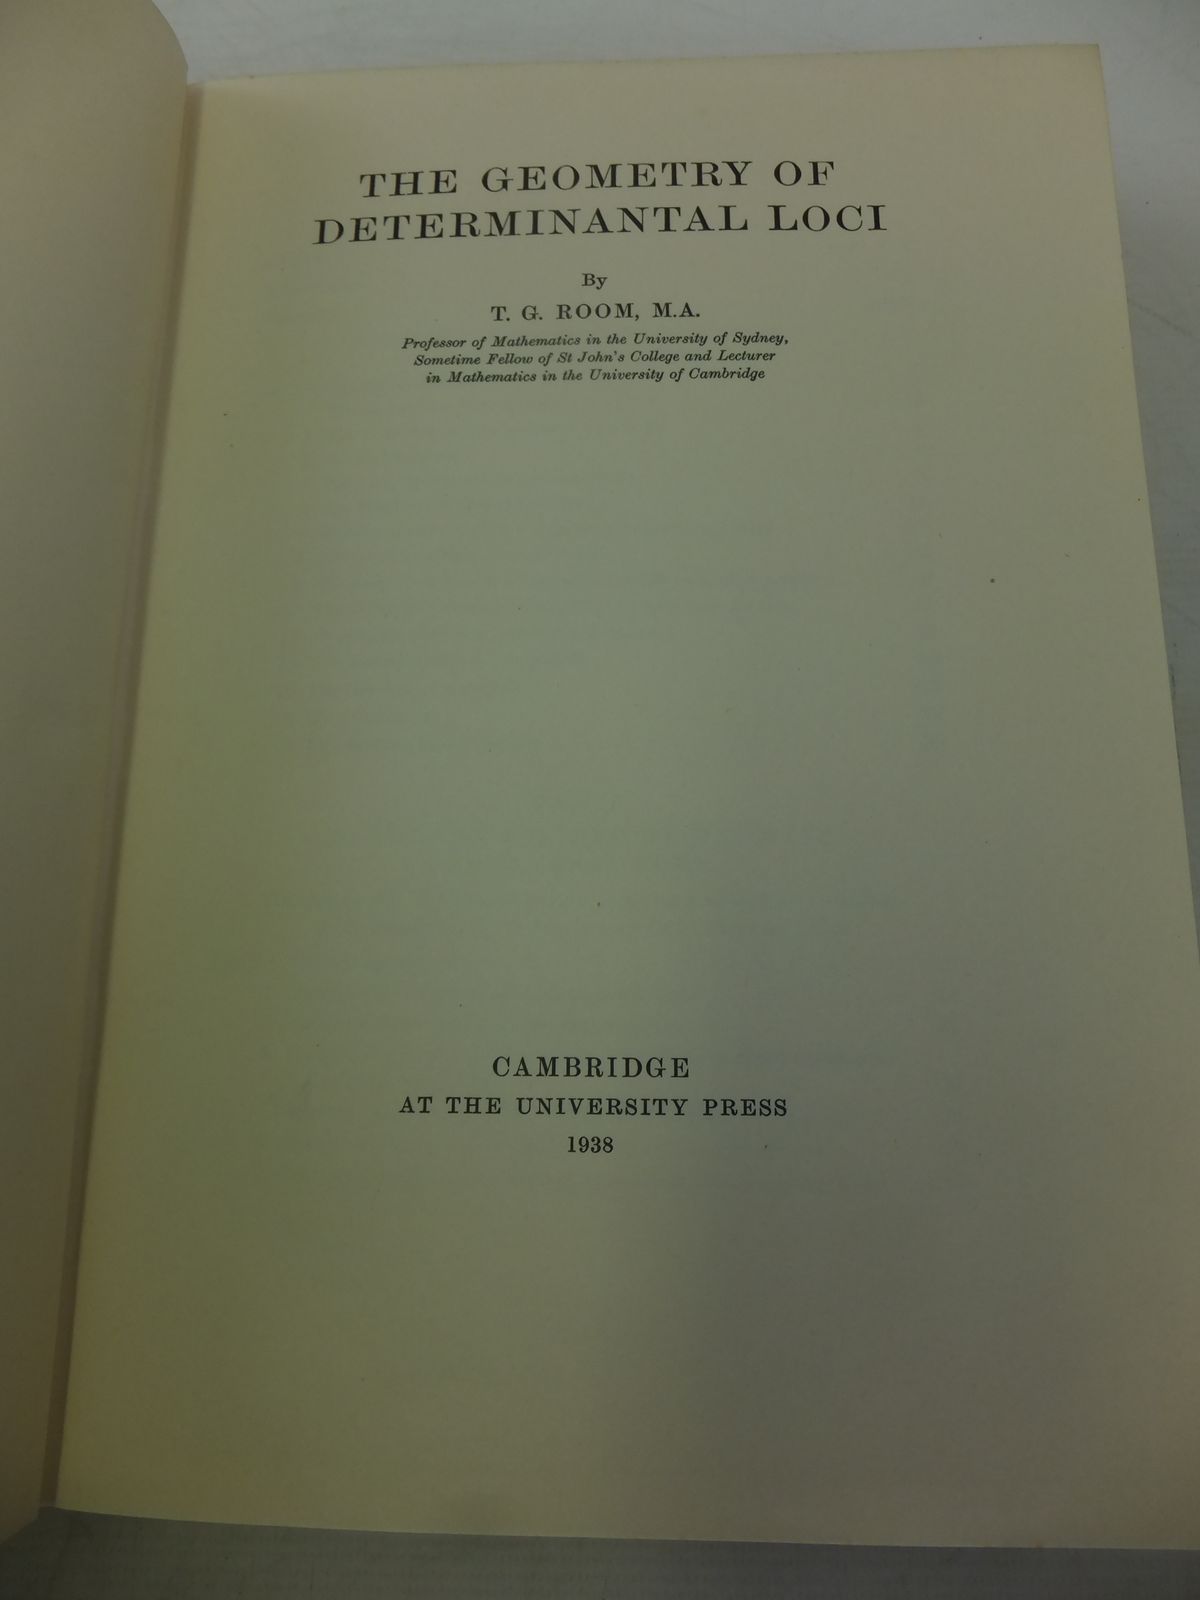 THE GEOMETRY OF
DETERMINANTAL LOCI
By
T. G. ROOM, M.A.
Professor of Mathematics in the University of Sydney,
Sometime Fellow of St John's College and Lecturer
in Mathematics in the University of Cambridge
CAMBRIDGE
AT THE UNIVERSITY PRESS
1938